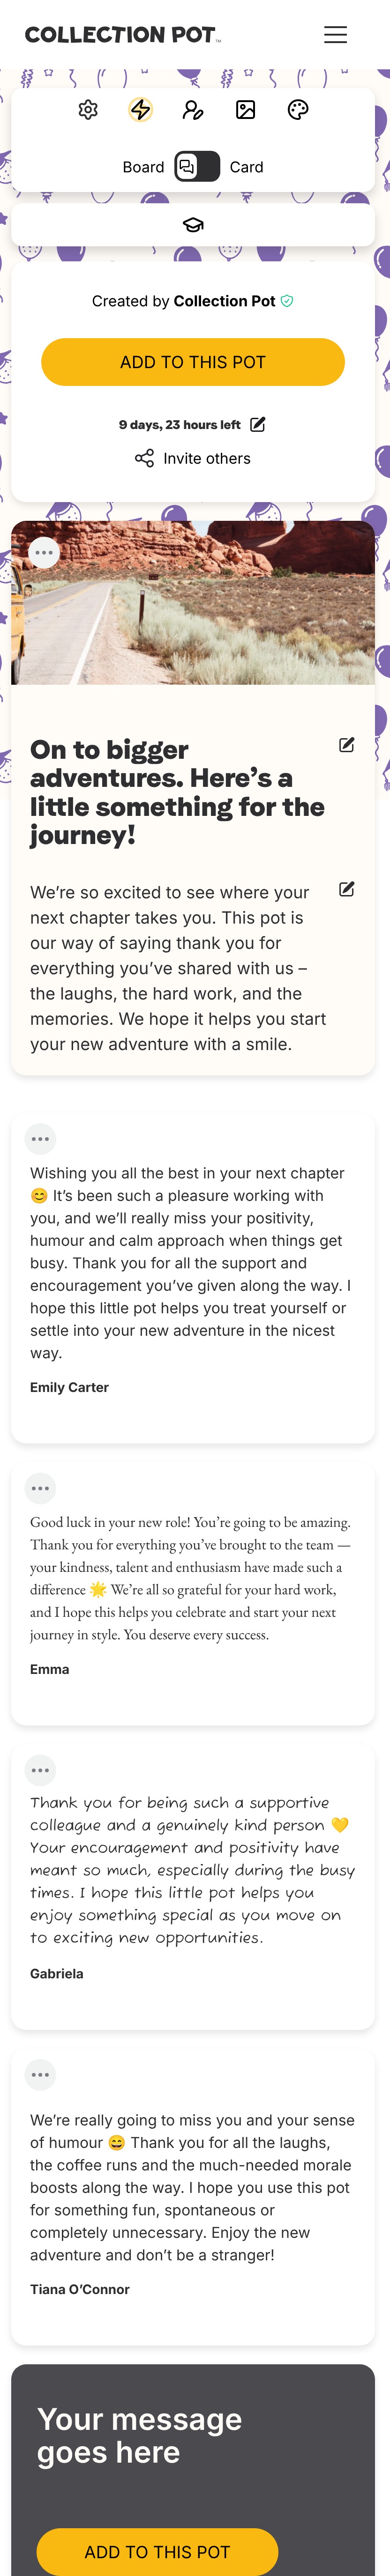 COLLECTION POT™
Board Card
Created by Collection Pot
ADD TO THIS POT
9 days, 23 hours left
Invite others
On to bigger
adventures. Here’s a
little something for the
journey!
We’re so excited to see where your
next chapter takes you. This pot is
our way of saying thank you for
everything you’ve shared with us –
the laughs, the hard work, and the
memories. We hope it helps you start
your new adventure with a smile.
Wishing you all the best in your next chapter
😊 It’s been such a pleasure working with
you, and we’ll really miss your positivity,
humour and calm approach when things get
busy. Thank you for all the support and
encouragement you’ve given along the way. I
hope this little pot helps you treat yourself or
settle into your new adventure in the nicest
way.
Emily Carter
Good luck in your new role! You’re going to be amazing.
Thank you for everything you’ve brought to the team —
your kindness, talent and enthusiasm have made such a
difference 🌟 We’re all so grateful for your hard work,
and I hope this helps you celebrate and start your next
journey in style. You deserve every success.
Emma
Thank you for being such a supportive
colleague and a genuinely kind person 💛
Your encouragement and positivity have
meant so much, especially during the busy
times. I hope this little pot helps you
enjoy something special as you move on
to exciting new opportunities.
Gabriela
We’re really going to miss you and your sense
of humour 😄 Thank you for all the laughs,
the coffee runs and the much-needed morale
boosts along the way. I hope you use this pot
for something fun, spontaneous or
completely unnecessary. Enjoy the new
adventure and don’t be a stranger!
Tiana O’Connor
Your message
goes here
ADD TO THIS POT